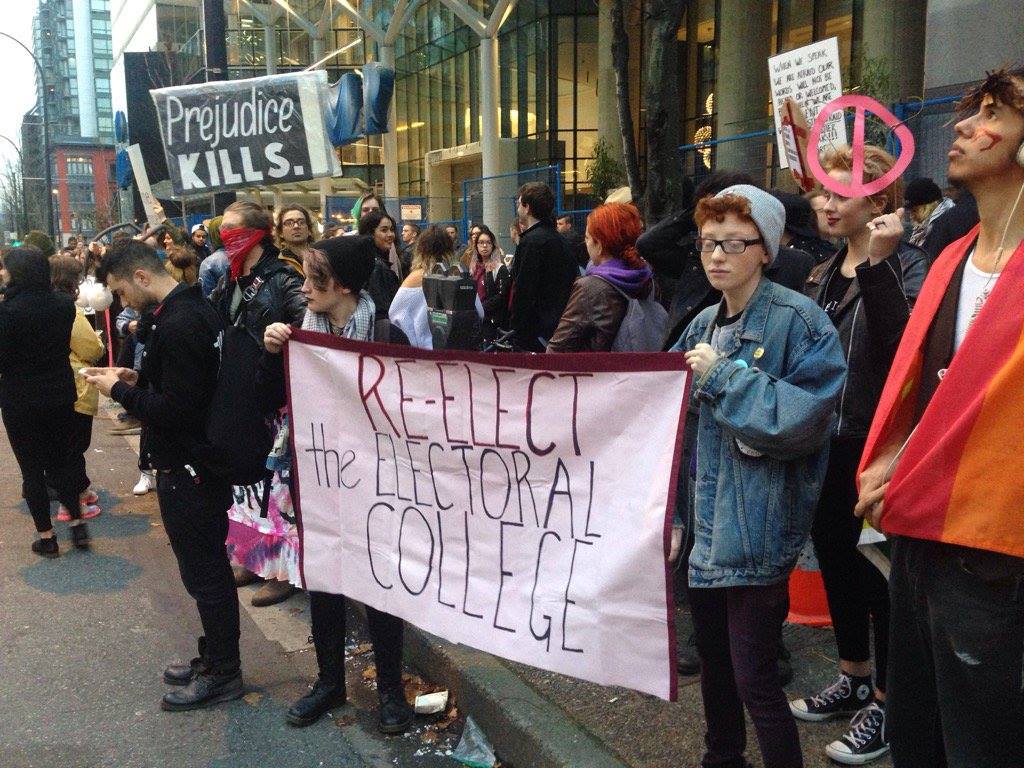 Prejudice
KILLS.
WHEN WE SPEAK
WE ARE AFRAID OUR
WORDS WILL NOT BE
OR WELCOMED,
RE-ELECT
the ELECTORAL
COLLEGE